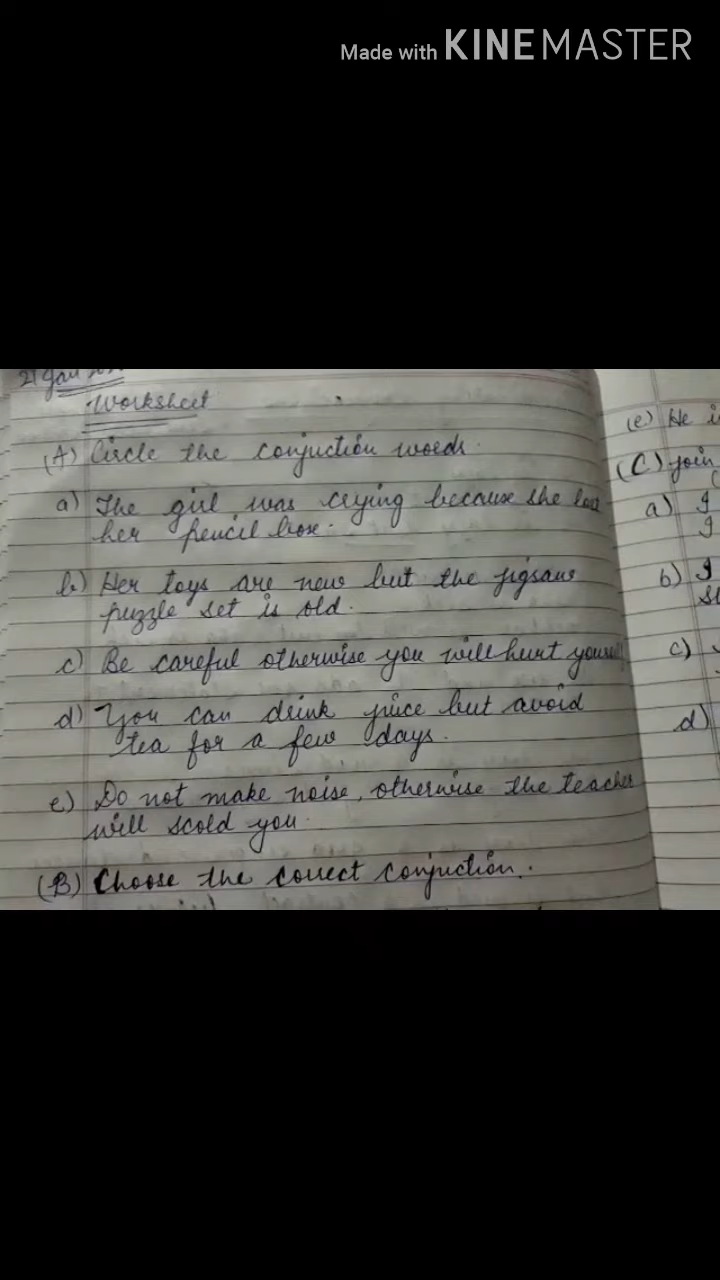 Made with KINEMASTER
21 Jan
Worksheet
(A) Circle the conjuction words.
a) The girl was crying because she
her pencil box.
b) Her toys are new but the jigsaw
puzzle set is old.
c) Be careful otherwise you will hurt yourself
d) You can drink juice but avoid
tea for a few days.
e) Do not make noise, otherwise the teacher
will scold you.
(B) Choose the correct conjuction.
(e) He
(C) join
a) I
I
b) I
c)
d)